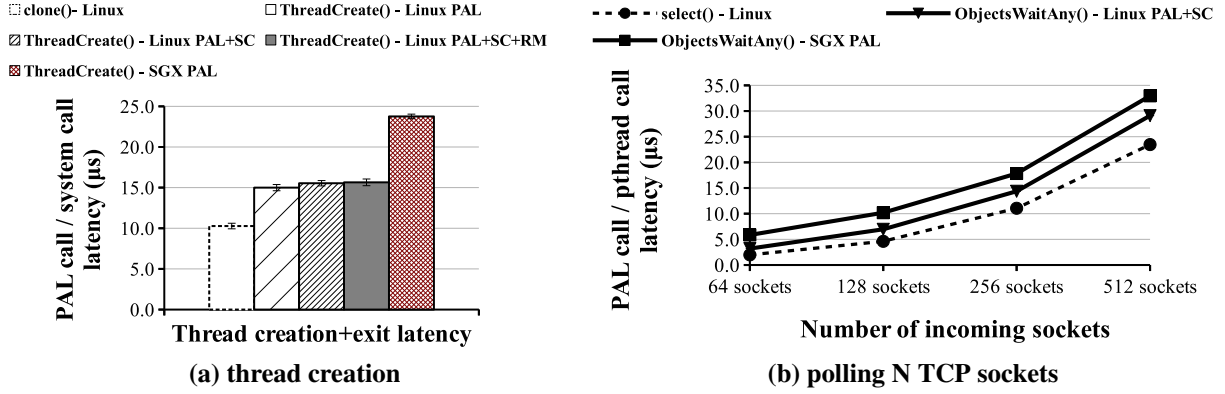 clone()- Linux
ThreadCreate() - Linux PAL
ThreadCreate() - Linux PAL+SC
ThreadCreate() - Linux PAL+SC+RM
ThreadCreate() - SGX PAL
PAL call / system call
latency (μs)
25.0
20.0
15.0
10.0
5.0
0.0
Thread creation+exit latency
(a) thread creation
select() - Linux
ObjectsWaitAny() - Linux PAL+SC
ObjectsWaitAny() - SGX PAL
PAL call / pthread call
latency (μs)
35.0
30.0
25.0
20.0
15.0
10.0
5.0
0.0
64 sockets
128 sockets
256 sockets
512 sockets
Number of incoming sockets
(b) polling N TCP sockets